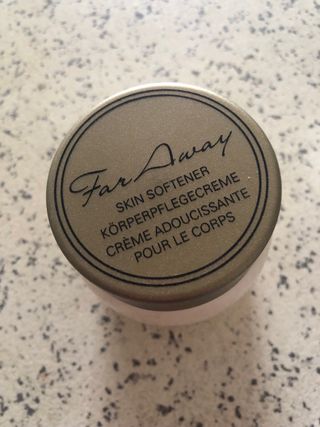 Far Away
SKIN SOFTENER
KÖRPERPFLEGECREME
CRÈME ADOUCISSANTE
POUR LE CORPS